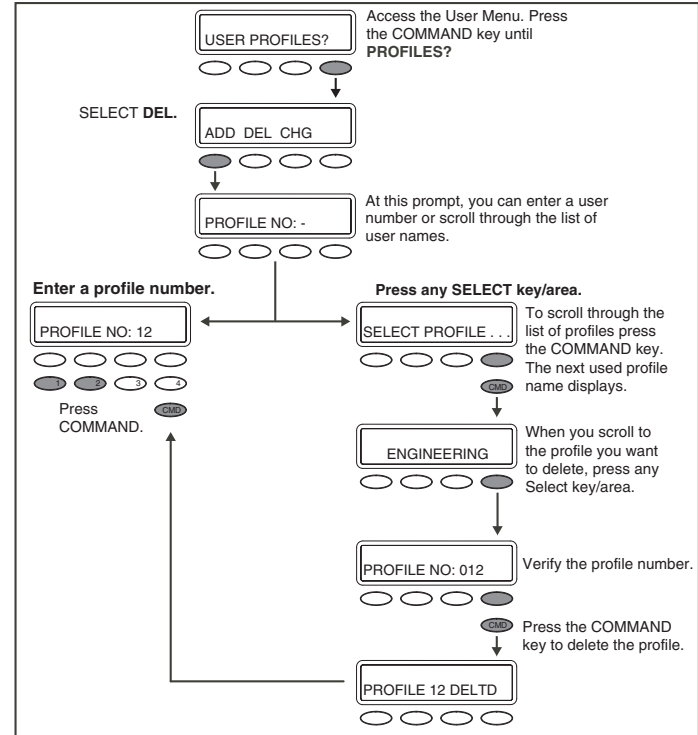 USER PROFILES?
Access the User Menu. Press
the COMMAND key until
PROFILES?
SELECT DEL.
ADD DEL CHG
PROFILE NO: -
At this prompt, you can enter a user
number or scroll through the list of
user names.
Enter a profile number.
PROFILE NO: 12
1 2 3 4
Press
COMMAND.
CMD
Press any SELECT key/area.
SELECT PROFILE . . .
To scroll through the
list of profiles press
the COMMAND key.
The next used profile
name displays.
CMD
ENGINEERING
When you scroll to
the profile you want
to delete, press any
Select key/area.
PROFILE NO: 012
Verify the profile number.
CMD
Press the COMMAND
key to delete the profile.
PROFILE 12 DELTD